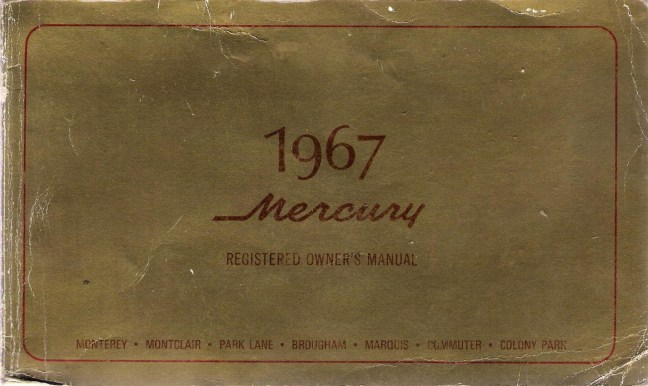 1967
Mercury
REGISTERED OWNER'S MANUAL
MONTEREY • MONTCLAIR • PARK LANE • BROUGHAM • MARQUIS • COMMUTER • COLONY PARK